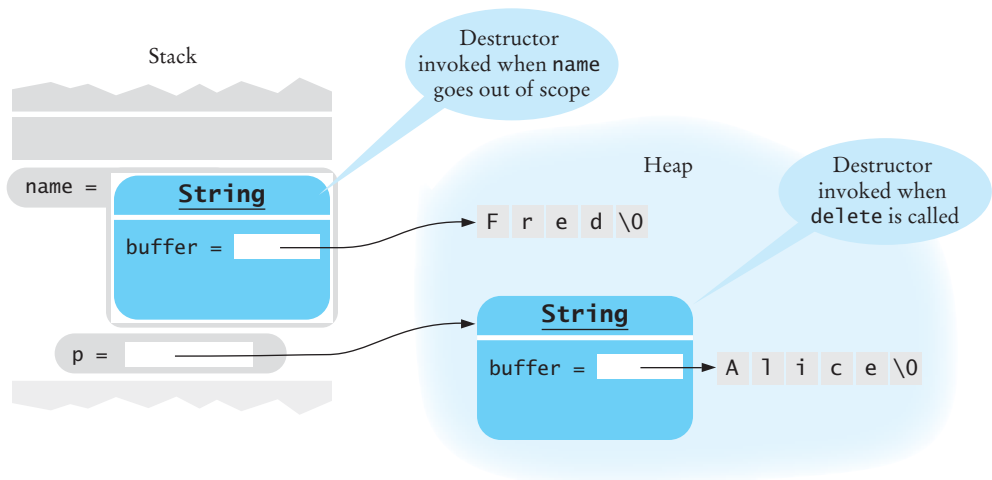 Stack
Destructor
invoked when name
goes out of scope
name =
String
buffer =
Heap
F r e d \0
Destructor
invoked when
delete is called
String
p =
buffer =
A l i c e \0